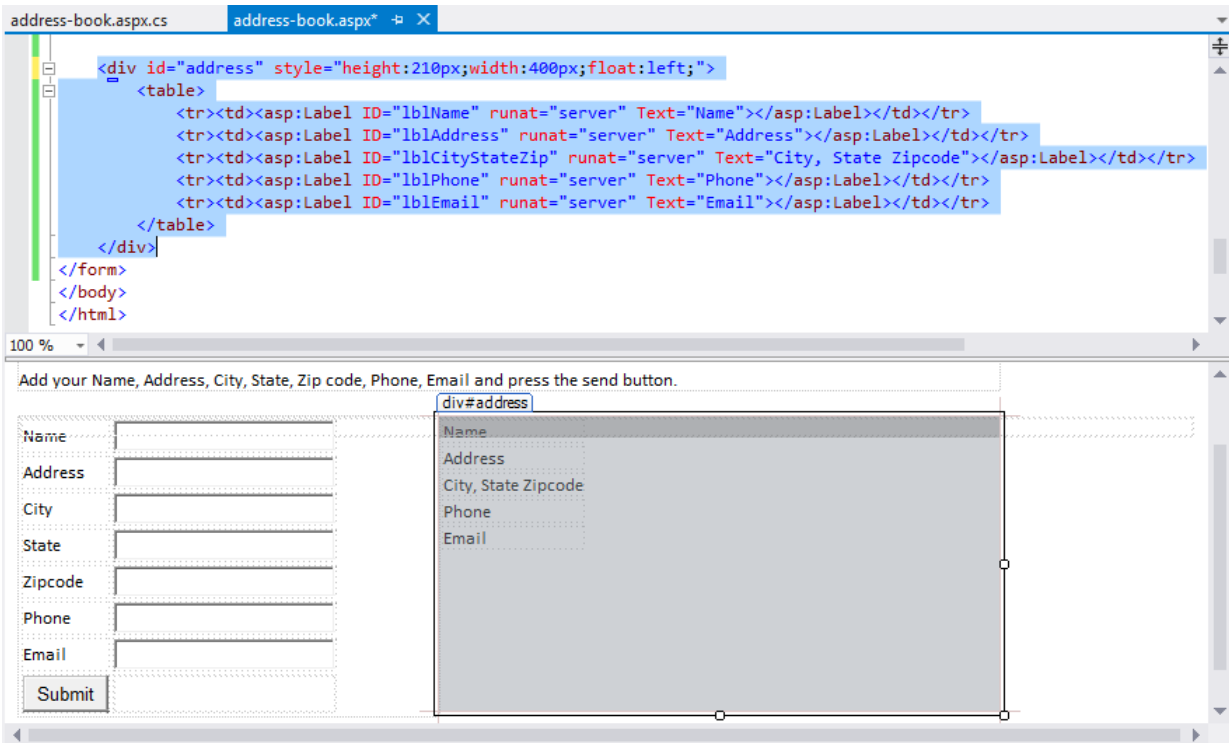 address-book.aspx.cs
address-book.aspx*
<div id="address" style="height:210px;width:400px;float:left;">
<table>
<tr><td><asp:Label ID="lblName" runat="server" Text="Name"></asp:Label></td></tr>
<tr><td><asp:Label ID="lblAddress" runat="server" Text="Address"></asp:Label></td></tr>
<tr><td><asp:Label ID="lblCityStateZip" runat="server" Text="City, State Zipcode"></asp:Label></td></tr>
<tr><td><asp:Label ID="lblPhone" runat="server" Text="Phone"></asp:Label></td></tr>
<tr><td><asp:Label ID="lblEmail" runat="server" Text="Email"></asp:Label></td></tr>
</table>
</div>
</form>
</body>
</html>
100 %
Add your Name, Address, City, State, Zip code, Phone, Email and press the send button.
div#address
Name
Address
City
State
Zipcode
Phone
Email
Submit
Name
Address
City, State Zipcode
Phone
Email